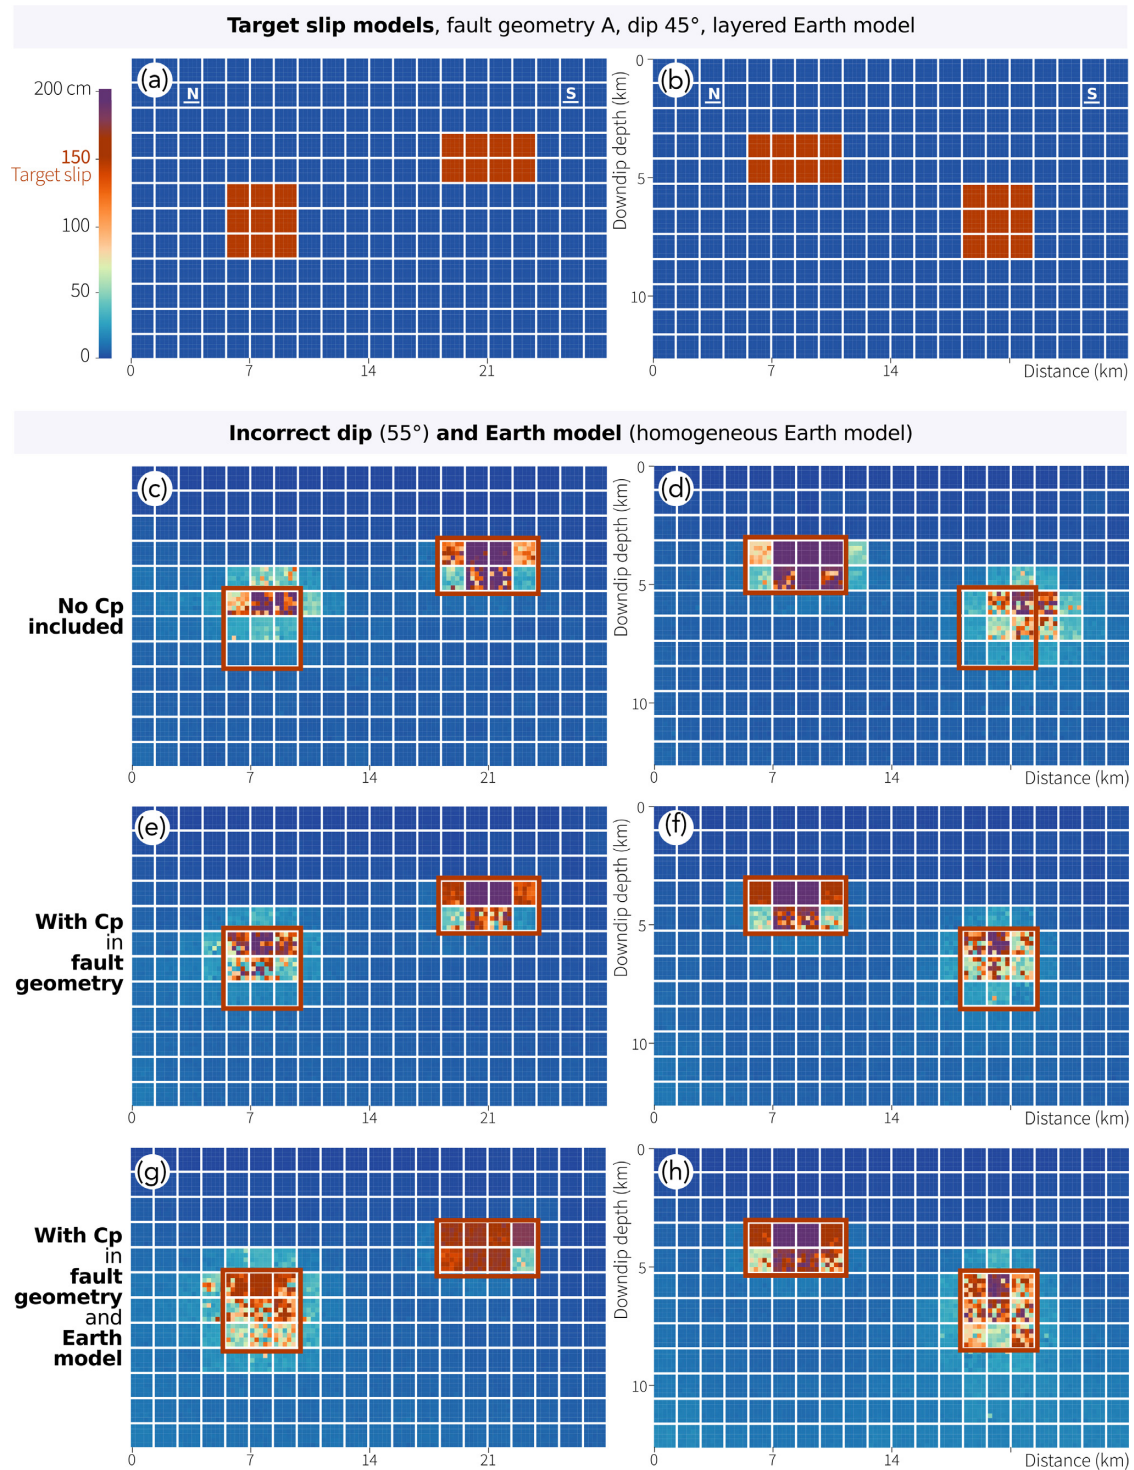 Target slip models, fault geometry A, dip 45°, layered Earth model
(a)
N
S
200 cm
150
Target slip
100
50
0
0
7
14
21
(b)
N
S
Downdip depth (km)
0
5
10
0
7
14
Distance (km)
Incorrect dip (55°) and Earth model (homogeneous Earth model)
No Cp
included
(c)
0
7
14
21
(d)
Downdip depth (km)
0
5
10
0
7
14
Distance (km)
With Cp
in
fault
geometry
(e)
0
7
14
21
(f)
Downdip depth (km)
0
5
10
0
7
14
Distance (km)
With Cp
in
fault
geometry
and
Earth
model
(g)
0
7
14
21
(h)
Downdip depth (km)
0
5
10
0
7
14
Distance (km)